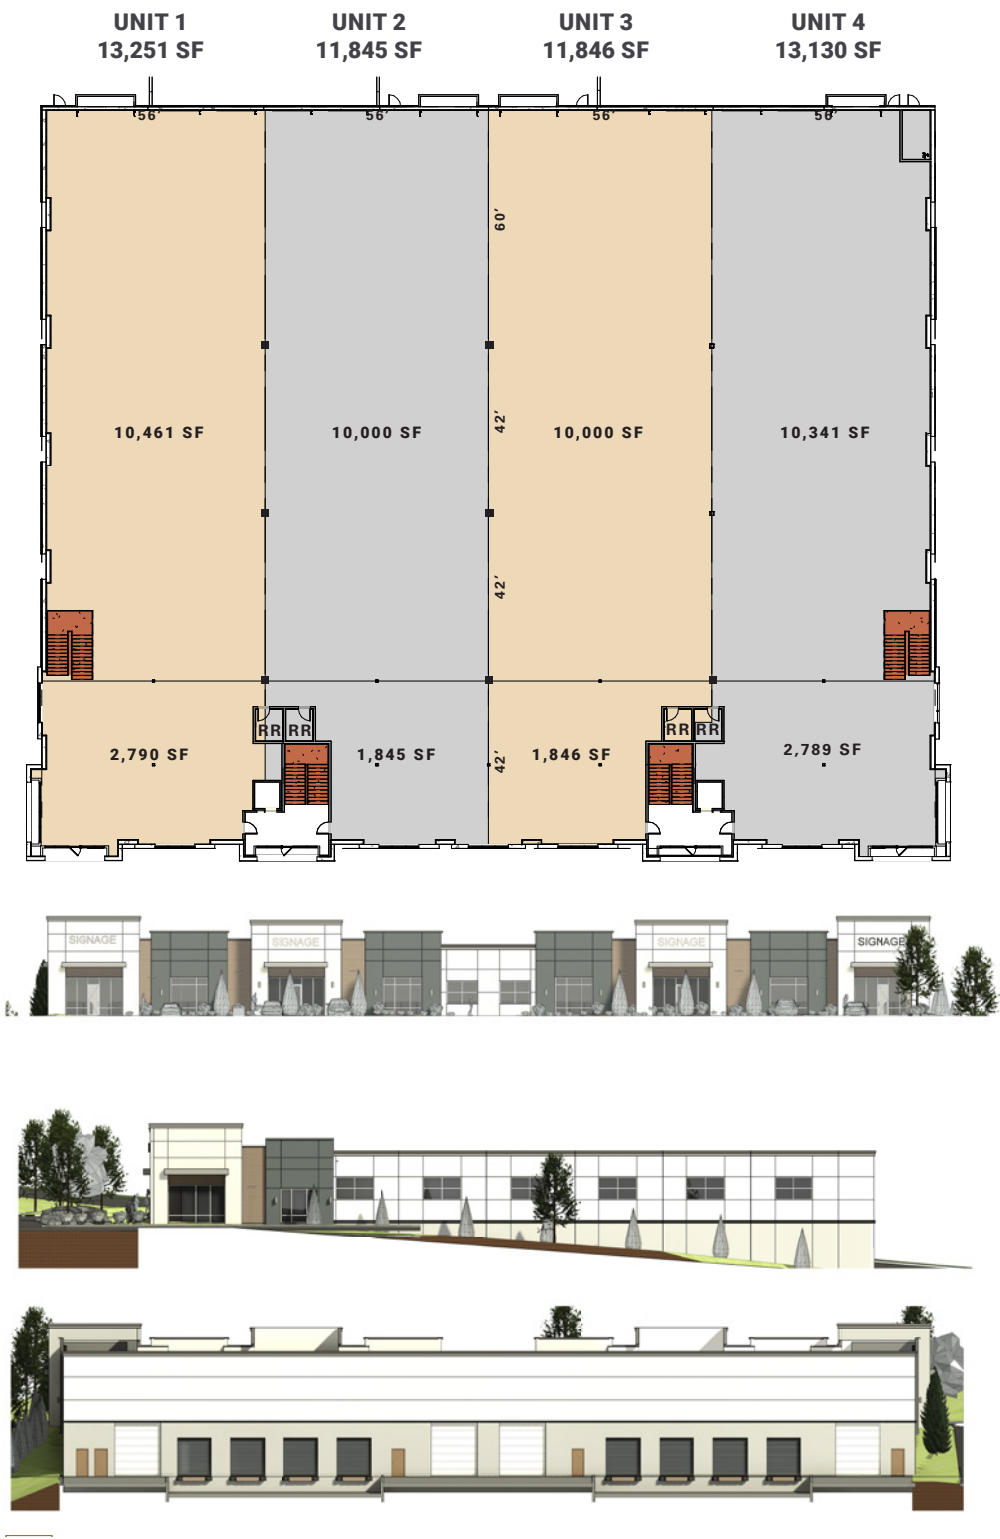 UNIT 1
13,251 SF
UNIT 2
11,845 SF
UNIT 3
11,846 SF
UNIT 4
13,130 SF
56'
56'
56'
56'
60'
42'
10,461 SF
10,000 SF
10,000 SF
10,341 SF
42'
RR
RR
RR
RR
2,790 SF
1,845 SF
42'
1,846 SF
2,789 SF
SIGNAGE
SIGNAGE
SIGNAGE
SIGNAGE